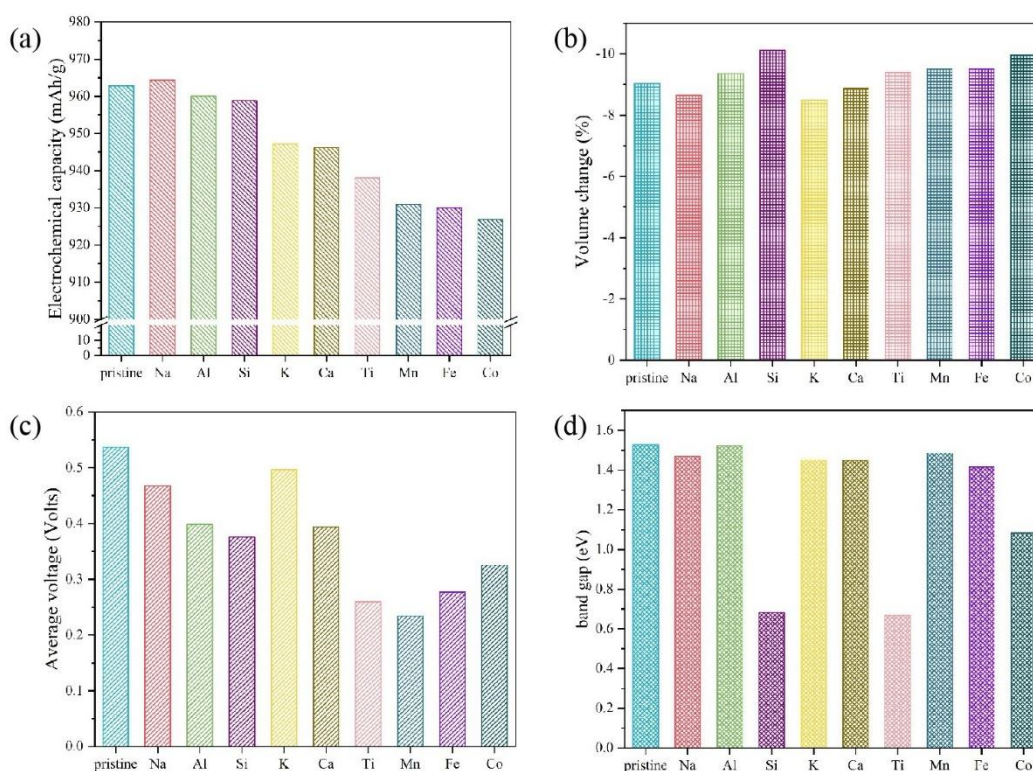 (a)
Electrochemical capacity (mAh/g)
980
970
960
950
940
930
920
910
900
10
0
pristine Na Al Si K Ca Ti Mn Fe Co
(b)
Volume change (%)
-10
-8
-6
-4
-2
0
pristine Na Al Si K Ca Ti Mn Fe Co
(c)
Average voltage (Volts)
0.6
0.5
0.4
0.3
0.2
0.1
0.0
pristine Na Al Si K Ca Ti Mn Fe Co
(d)
band gap (eV)
1.6
1.4
1.2
1.0
0.8
0.6
0.4
0.2
0.0
pristine Na Al Si K Ca Ti Mn Fe Co